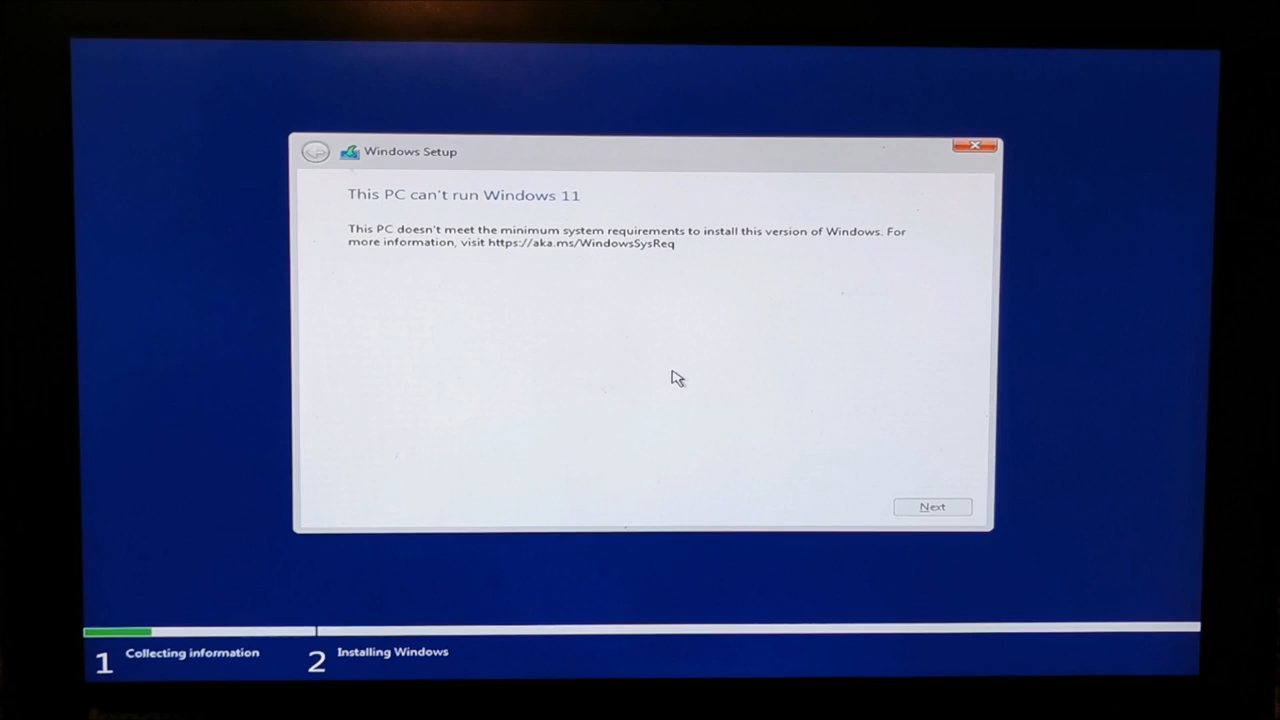 Windows Setup
This PC can't run Windows 11
This PC doesn't meet the minimum system requirements to install this version of Windows. For
more information, visit https://aka.ms/WindowsSysReq
Next
1 Collecting information
2 Installing Windows